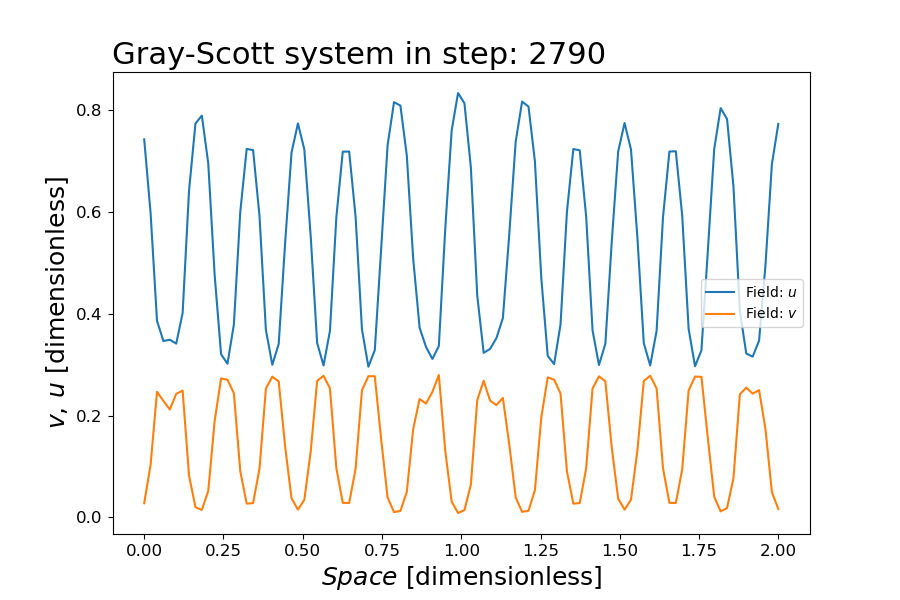 Gray-Scott system in step: 2790
v, u [dimensionless]
0.8
0.6
0.4
0.2
0.0
Field: u
Field: v
0.00 0.25 0.50 0.75 1.00 1.25 1.50 1.75 2.00
Space [dimensionless]